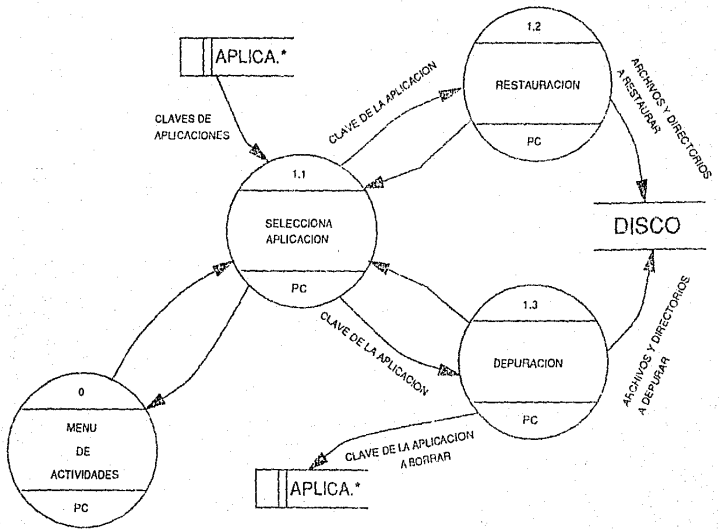 APLICA.*
CLAVES DE
APLICACIONES
CLAVE DE LA APLICACION
1.2
RESTAURACION
PC
ARCHIVOS Y DIRECTORIOS
A RESTAURAR
1.1
SELECCIONA
APLICACION
PC
DISCO
CLAVE DE LA APLICACION
1.3
DEPURACION
PC
ARCHIVOS Y DIRECTORIOS
A DEPURAR
0
MENU
DE
ACTIVIDADES
PC
CLAVE DE LA APLICACION
A BORRAR
APLICA.*